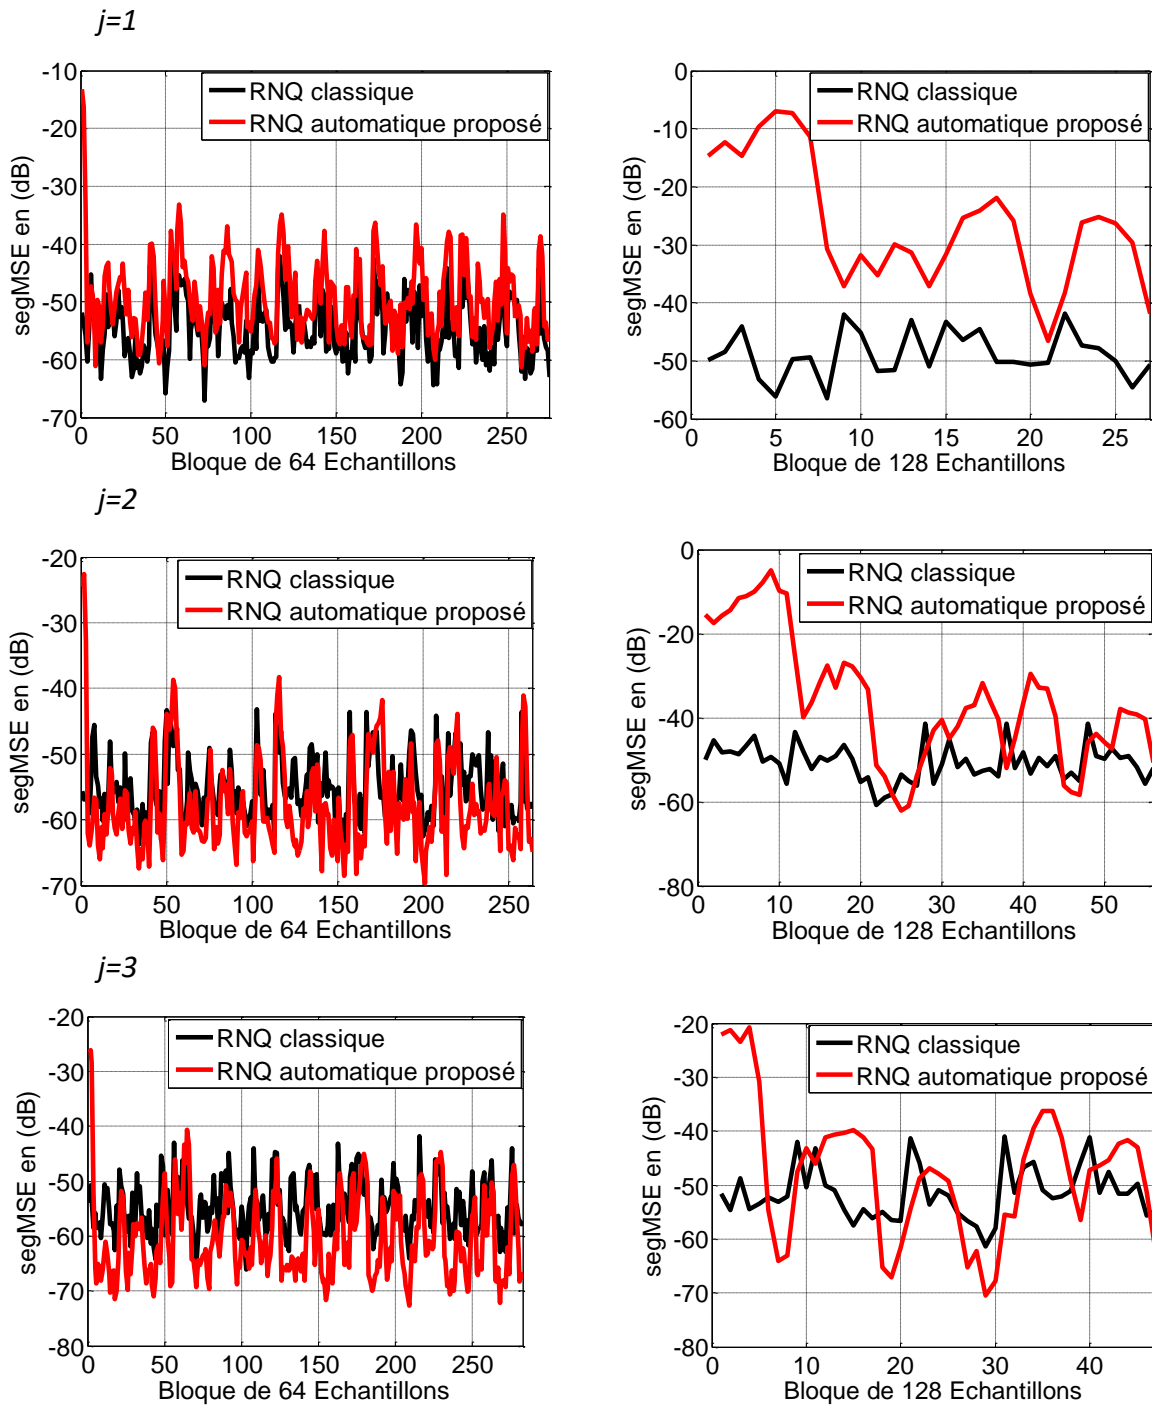 j=1
-10
-20
-30
-40
-50
-60
-70
0 50 100 150 200 250
segMSE en (dB)
Bloque de 64 Echantillons
RNQ classique
RNQ automatique proposé
0
-10
-20
-30
-40
-50
-60
0 5 10 15 20 25
segMSE en (dB)
Bloque de 128 Echantillons
RNQ classique
RNQ automatique proposé
j=2
-20
-30
-40
-50
-60
-70
0 50 100 150 200 250
segMSE en (dB)
Bloque de 64 Echantillons
RNQ classique
RNQ automatique proposé
0
-20
-40
-60
-80
0 10 20 30 40 50
segMSE en (dB)
Bloque de 128 Echantillons
RNQ classique
RNQ automatique proposé
j=3
-20
-30
-40
-50
-60
-70
-80
0 50 100 150 200 250
segMSE en (dB)
Bloque de 64 Echantillons
RNQ classique
RNQ automatique proposé
-20
-30
-40
-50
-60
-70
-80
0 10 20 30 40
segMSE en (dB)
Bloque de 128 Echantillons
RNQ classique
RNQ automatique proposé